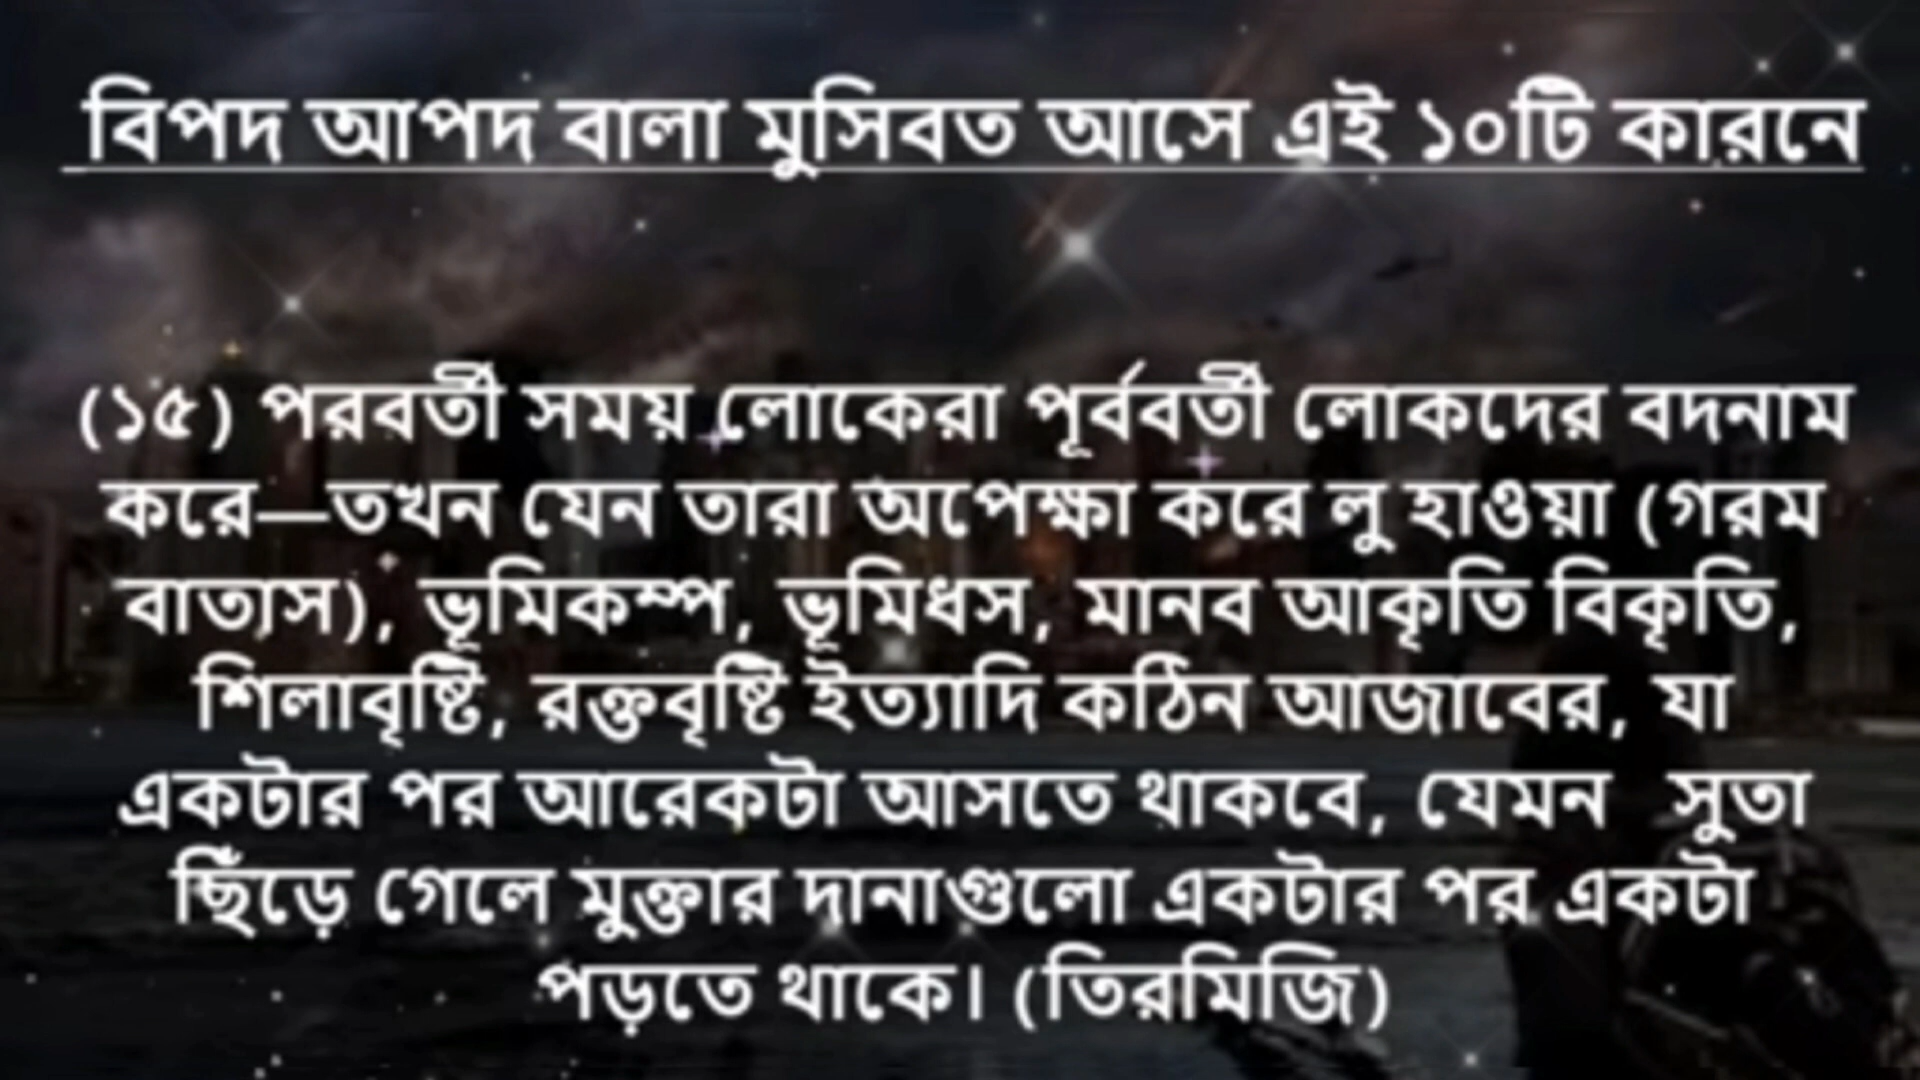 বিপদ আপদ বালা মুসিবত আসে এই ১০টি কারনে
(১৫) পরবর্তী সময় লোকেরা পূর্ববর্তী লোকদের বদনাম
করে—তখন যেন তারা অপেক্ষা করে লু হাওয়া (গরম
বাতাস), ভূমিকম্প, ভূমিধস, মানব আকৃতি বিকৃতি,
শিলাবৃষ্টি, রক্তবৃষ্টি ইত্যাদি কঠিন আজাবের, যা
একটার পর আরেকটা আসতে থাকবে, যেমন সুতা
ছিঁড়ে গেলে মুক্তার দানাগুলো একটার পর একটা
পড়তে থাকে। (তিরমিজি)